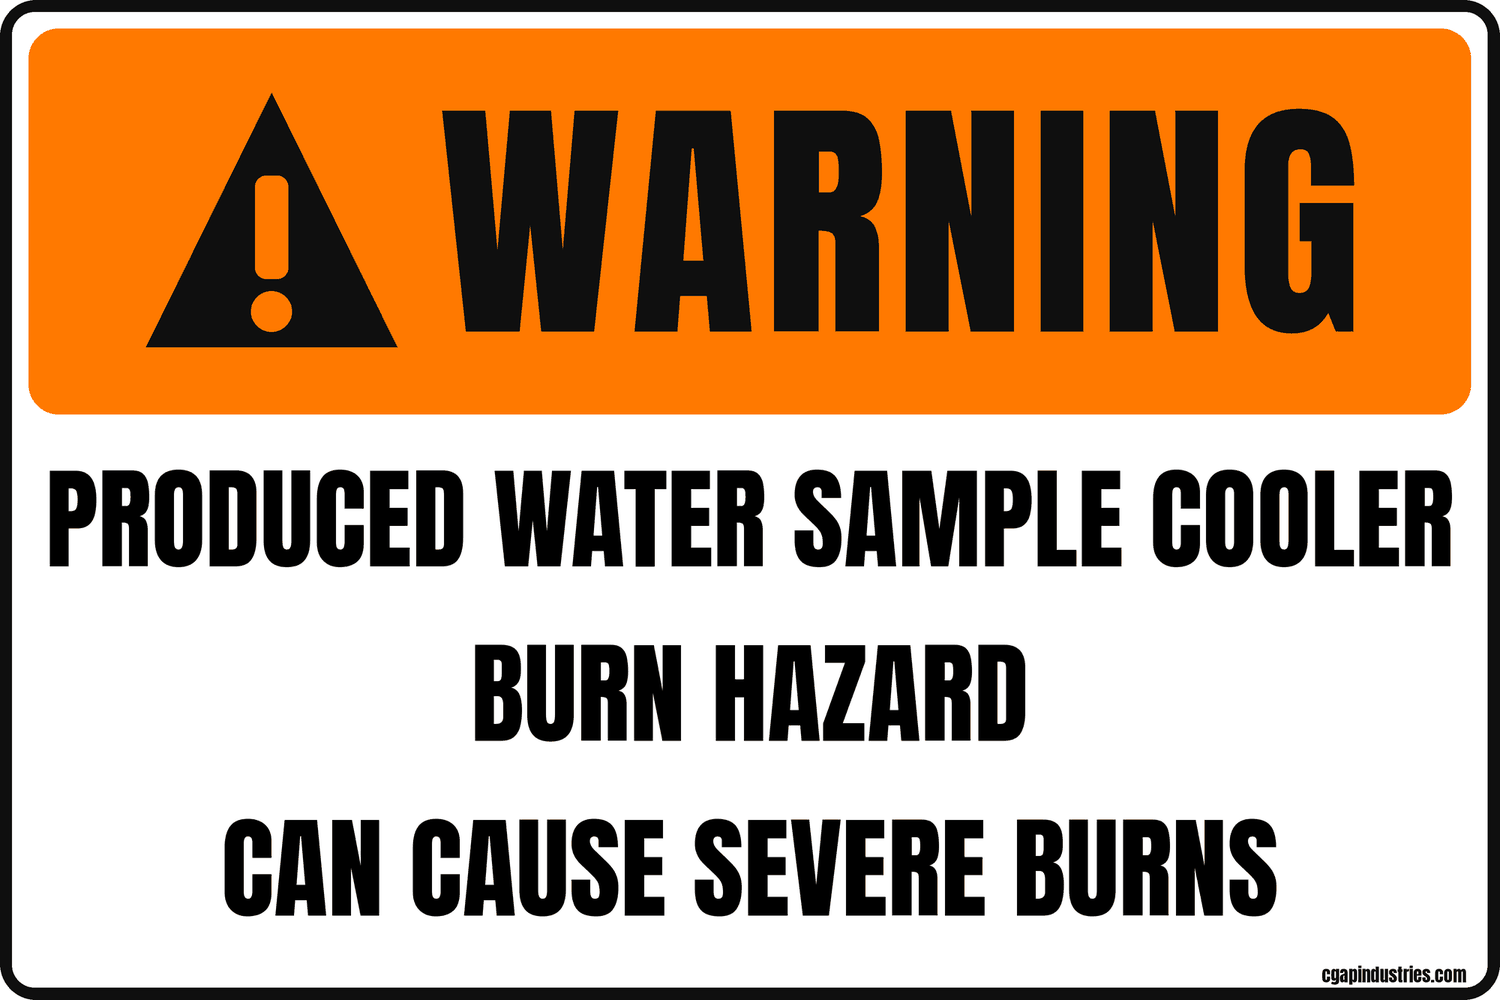 WARNING
PRODUCED WATER SAMPLE COOLER
BURN HAZARD
CAN CAUSE SEVERE BURNS
cgapindustries.com